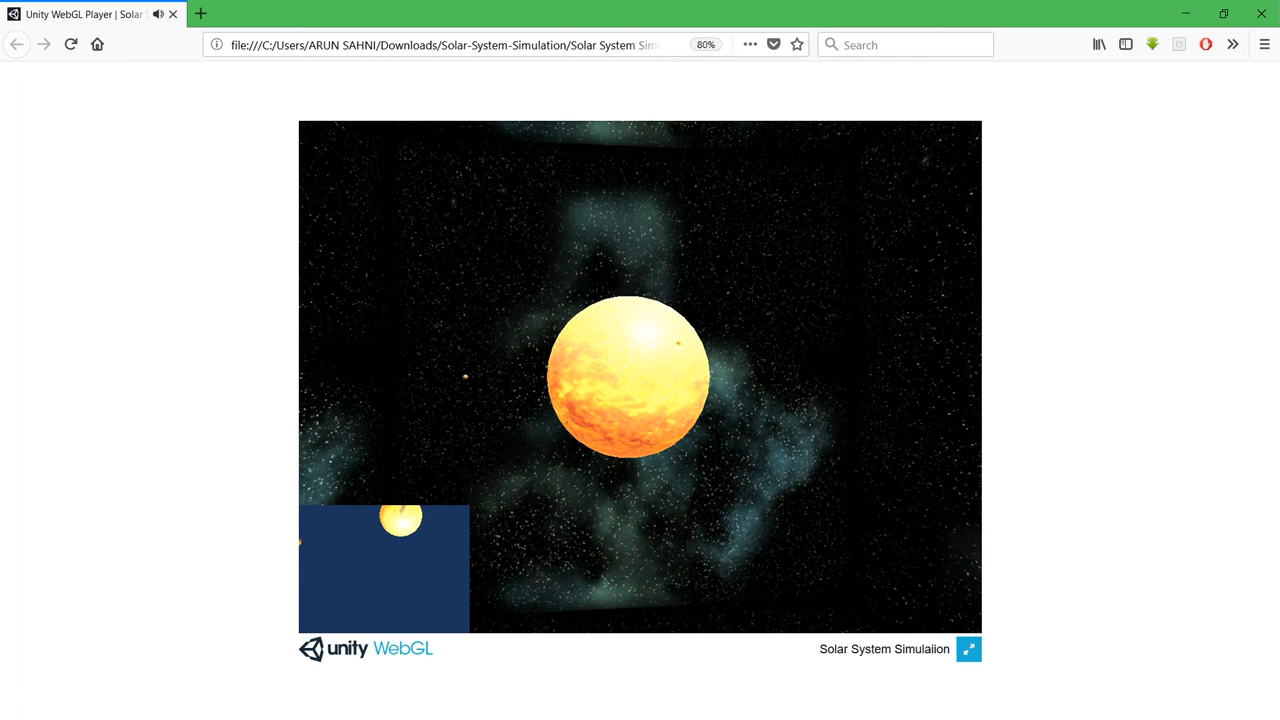 Unity WebGL Player | Solar S
file:///C:/Users/ARUN SAHNI/Downloads/Solar-System-Simulation/Solar System Sim
80%
Search
unity WebGL
Solar System Simulaiion